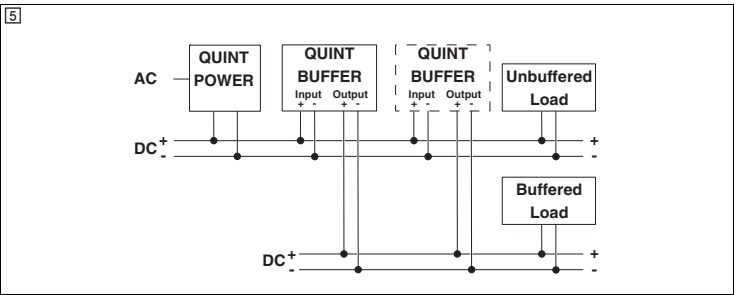 5
QUINT
POWER
AC
QUINT
BUFFER
Input Output
+ - + -
QUINT
BUFFER
Input Output
+ - + -
Unbuffered
Load
DC + +
- -
Buffered
Load
DC + +
- -